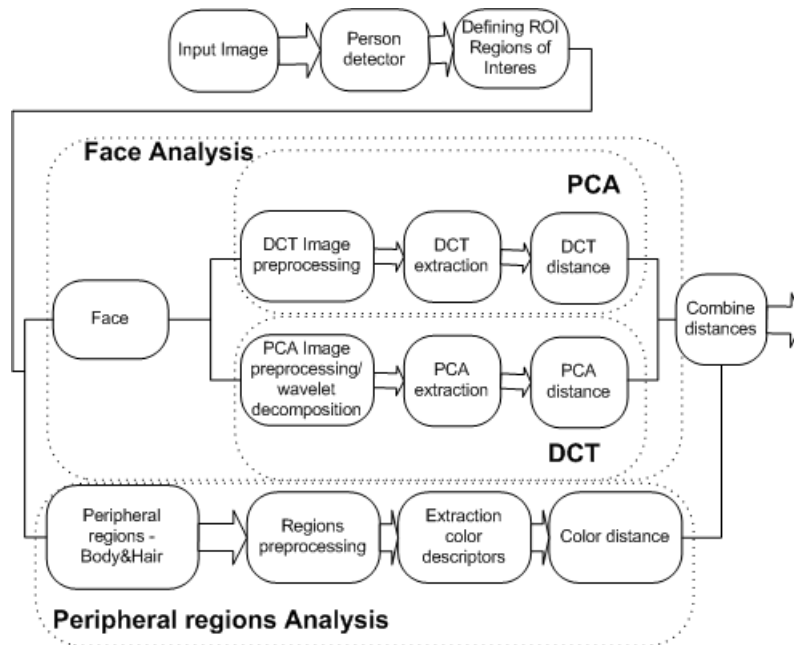 Input Image
Person
detector
Defining ROI
Regions of
Interes
Face Analysis
PCA
DCT Image
preprocessing
DCT
extraction
DCT
distance
Face
Combine
distances
PCA Image
preprocessing/
wavelet
decomposition
PCA
extraction
PCA
distance
DCT
Peripheral
regions -
Body&Hair
Regions
preprocessing
Extraction
color
descriptors
Color distance
Peripheral regions Analysis